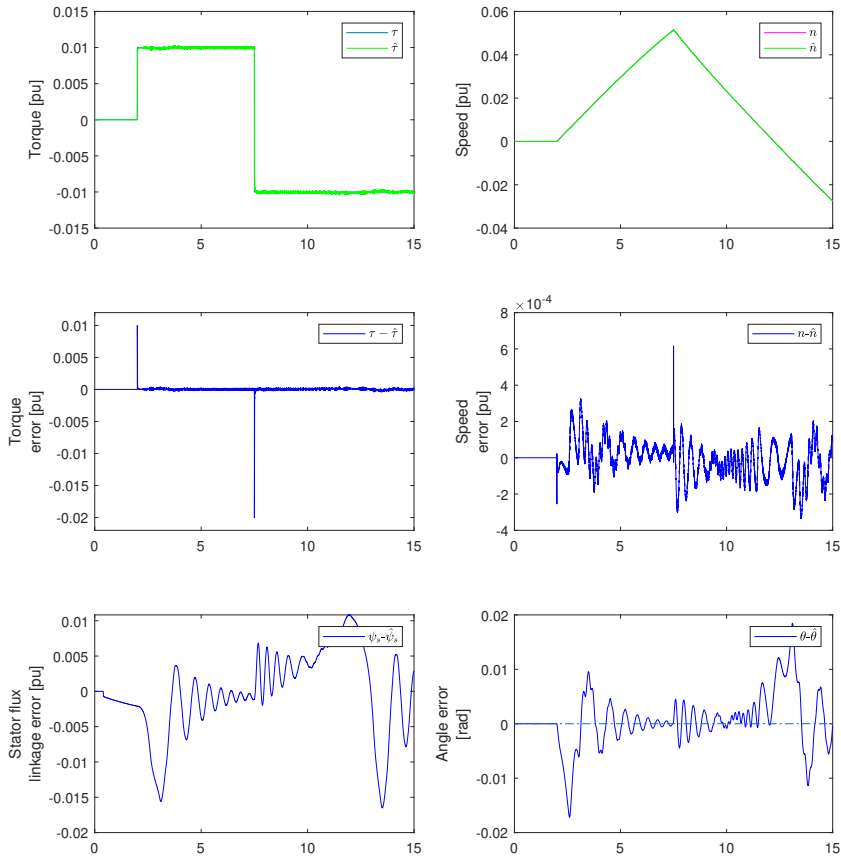 0.015
0.01
0.005
0
-0.005
-0.01
-0.015
0 5 10 15
Torque [pu]
τ
τ̂
0.06
0.04
0.02
0
-0.02
-0.04
0 5 10 15
Speed [pu]
n
n̂
0.01
0.005
0
-0.005
-0.01
-0.015
-0.02
0 5 10 15
Torque
error [pu]
τ − τ̂
× 10⁻⁴
8
6
4
2
0
-2
-4
0 5 10 15
Speed
error [pu]
n-n̂
0.01
0.005
0
-0.005
-0.01
-0.015
-0.02
0 5 10 15
Stator flux
linkage error [pu]
ψₛ-ψ̂ₛ
0.02
0.01
0
-0.01
-0.02
0 5 10 15
Angle error
[rad]
θ-θ̂